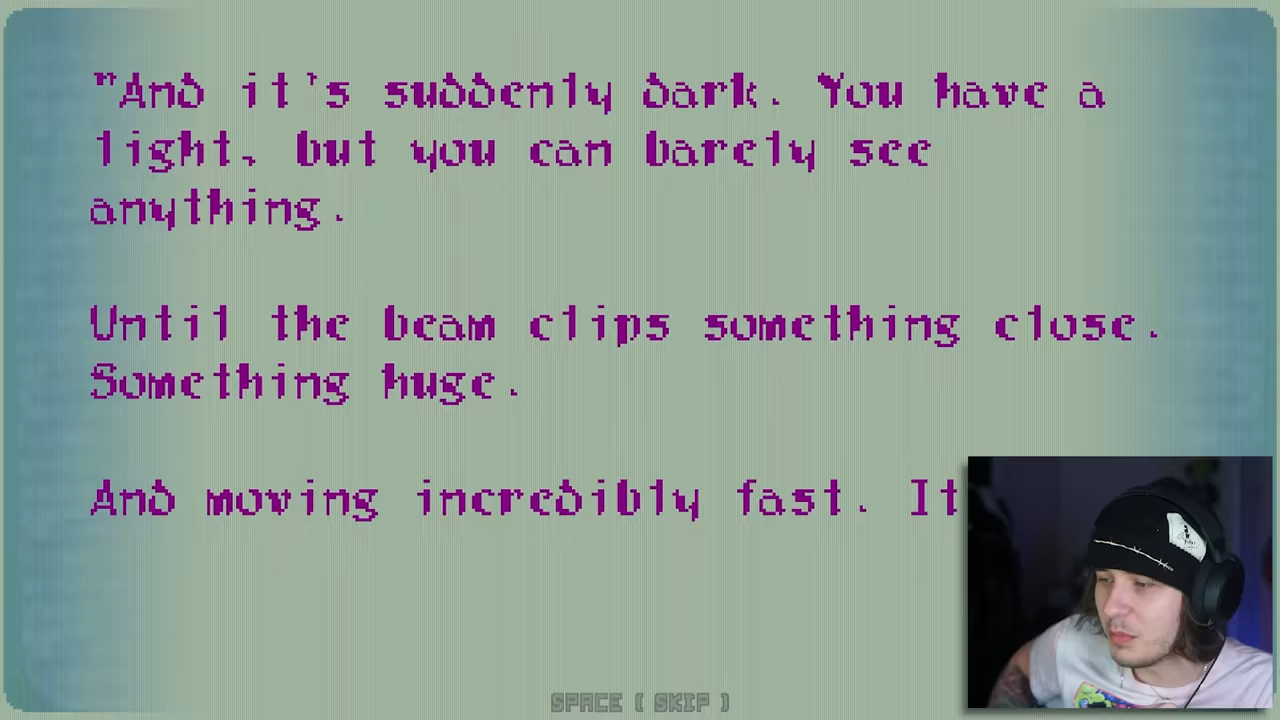 "And it's suddenly dark. You have a
light, but you can barely see
anything.
Until the beam clips something close.
Something huge.
And moving incredibly fast. It
SPACE [ SKIP ]